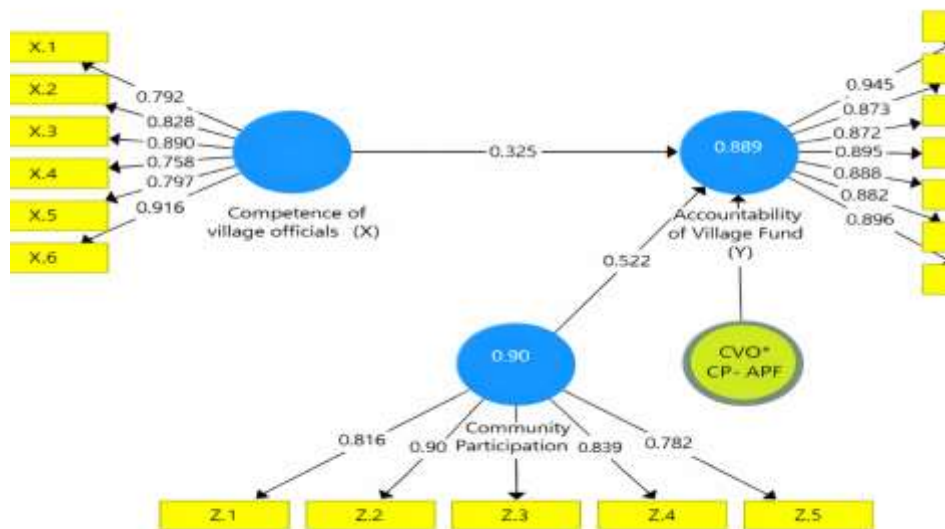 X.1
X.2
X.3
X.4
X.5
X.6
0.792
0.828
0.890
0.758
0.797
0.916
Competence of
village officials (X)
0.325
0.889
Accountability
of Village Fund
(Y)
0.945
0.873
0.872
0.895
0.888
0.882
0.896
0.522
CVO*
CP- APF
0.90
Community
Participation
0.816
0.90
0.839
0.782
Z.1
Z.2
Z.3
Z.4
Z.5